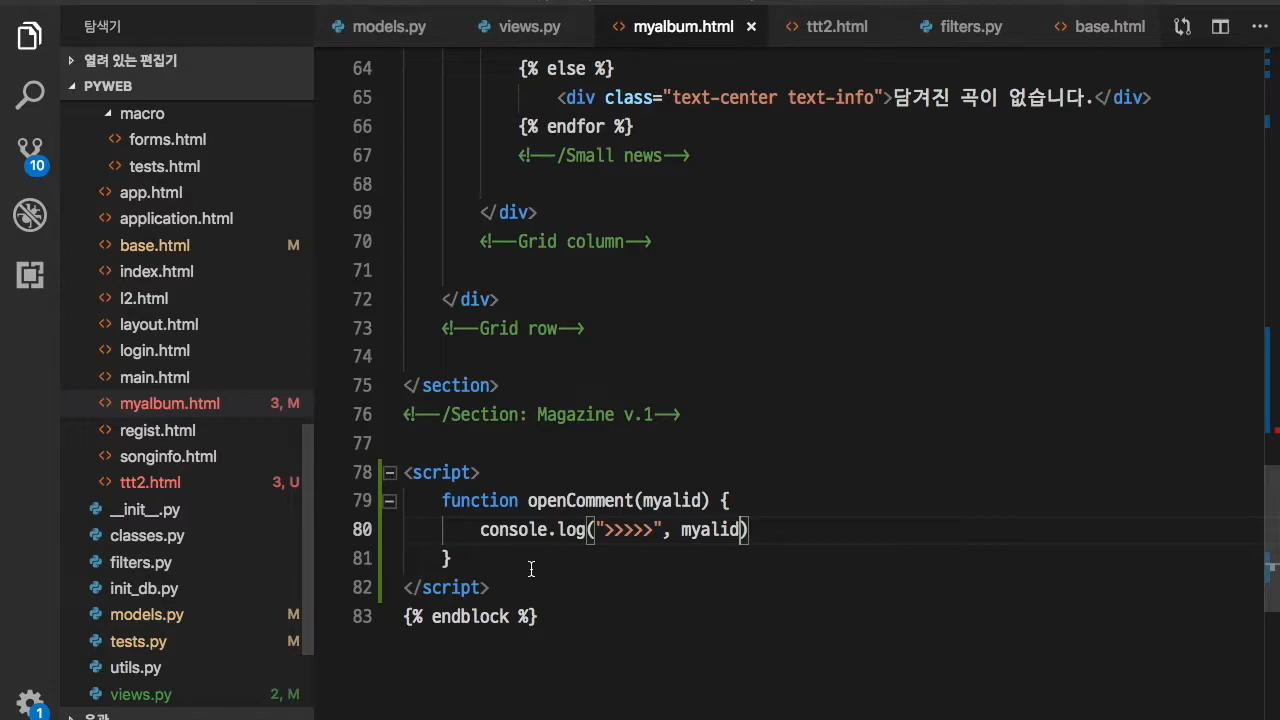 탐색기
models.py
views.py
myalbum.html
ttt2.html
filters.py
base.html
열려 있는 편집기
PYWEB
macro
forms.html
tests.html
app.html
application.html
base.html M
index.html
l2.html
layout.html
login.html
main.html
myalbum.html 3, M
regist.html
songinfo.html
ttt2.html 3, U
__init__.py
classes.py
filters.py
init_db.py
models.py M
tests.py M
utils.py
views.py 2, M
10
1
64 {% else %}
65 <div class="text-center text-info">담겨진 곡이 없습니다.</div>
66 {% endfor %}
67 <!--/Small news-->
68
69 </div>
70 <!--Grid column-->
71
72 </div>
73 <!--Grid row-->
74
75 </section>
76 <!--/Section: Magazine v.1-->
77
78 <script>
79 function openComment(myalid) {
80 console.log(">>>>>", myalid)
81 }
82 </script>
83 {% endblock %}